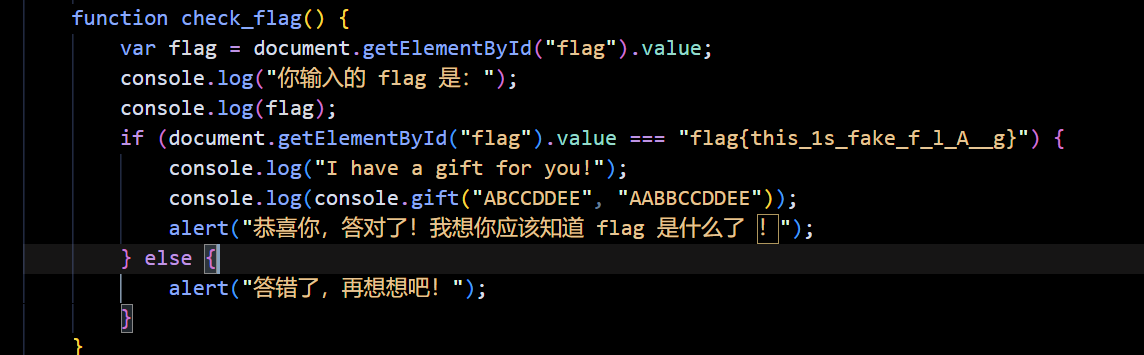 function check_flag() {
var flag = document.getElementById("flag").value;
console.log("你输入的 flag 是：");
console.log(flag);
if (document.getElementById("flag").value === "flag{this_1s_fake_f_l_A__g}") {
console.log("I have a gift for you!");
console.log(console.gift("ABCCDDEE", "AABBCCDDEE"));
alert("恭喜你，答对了！我想你应该知道 flag 是什么了 ！");
} else {
alert("答错了，再想想吧！");
}
}